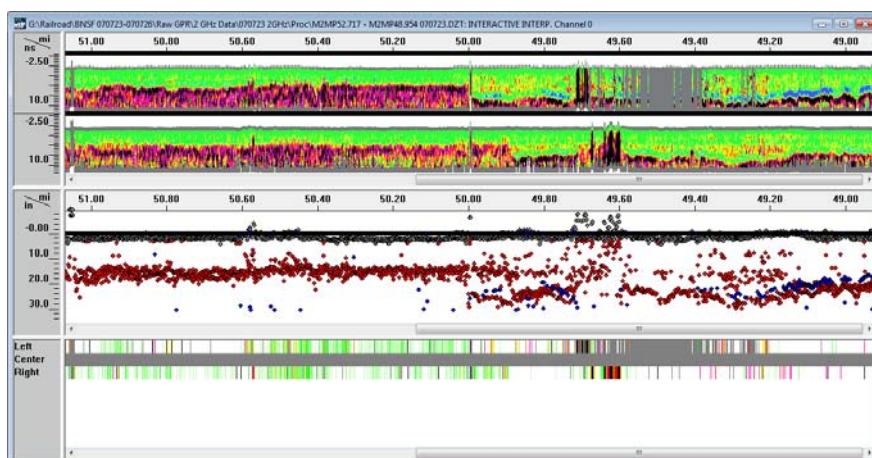 G:\Railroad\BNSF 070723-070726\Raw GPR\2 GHz Data\070723 2GHz\Proc\M2MP52.717 - M2MP48.954 070723.DZT: INTERACTIVE INTERP. Channel 0
mi 51.00 50.80 50.60 50.40 50.20 50.00 49.80 49.60 49.40 49.20 49.00
ns
-2.50
10.0
-2.50
10.0
mi 51.00 50.80 50.60 50.40 50.20 50.00 49.80 49.60 49.40 49.20 49.00
in
-0.00
10.0
20.0
30.0
Left
Center
Right